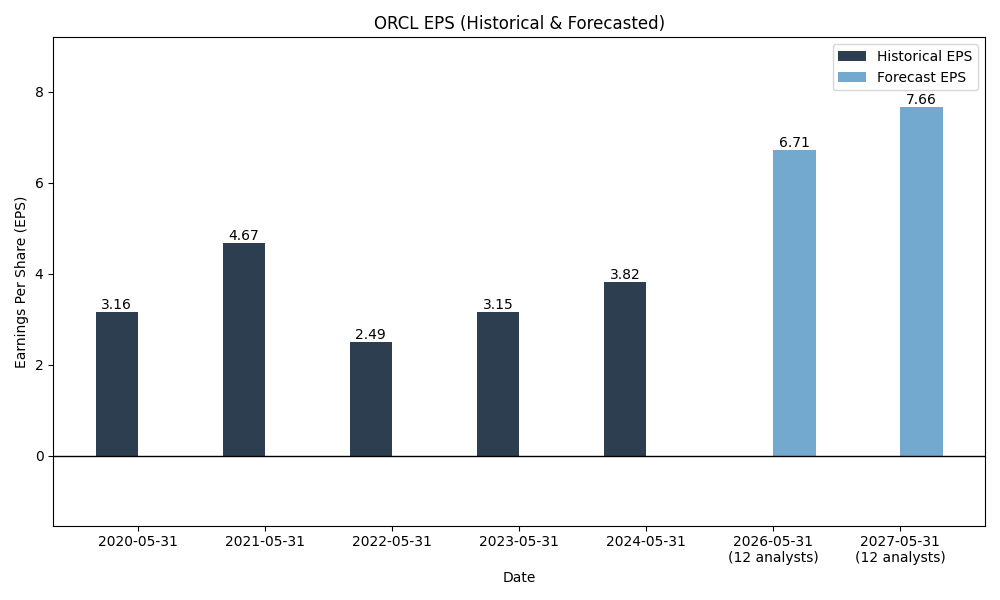 ORCL EPS (Historical & Forecasted)
Historical EPS
Forecast EPS
Earnings Per Share (EPS)
8
6
4
2
0
3.16
4.67
2.49
3.15
3.82
6.71
7.66
2020-05-31
2021-05-31
2022-05-31
2023-05-31
2024-05-31
2026-05-31
(12 analysts)
2027-05-31
(12 analysts)
Date